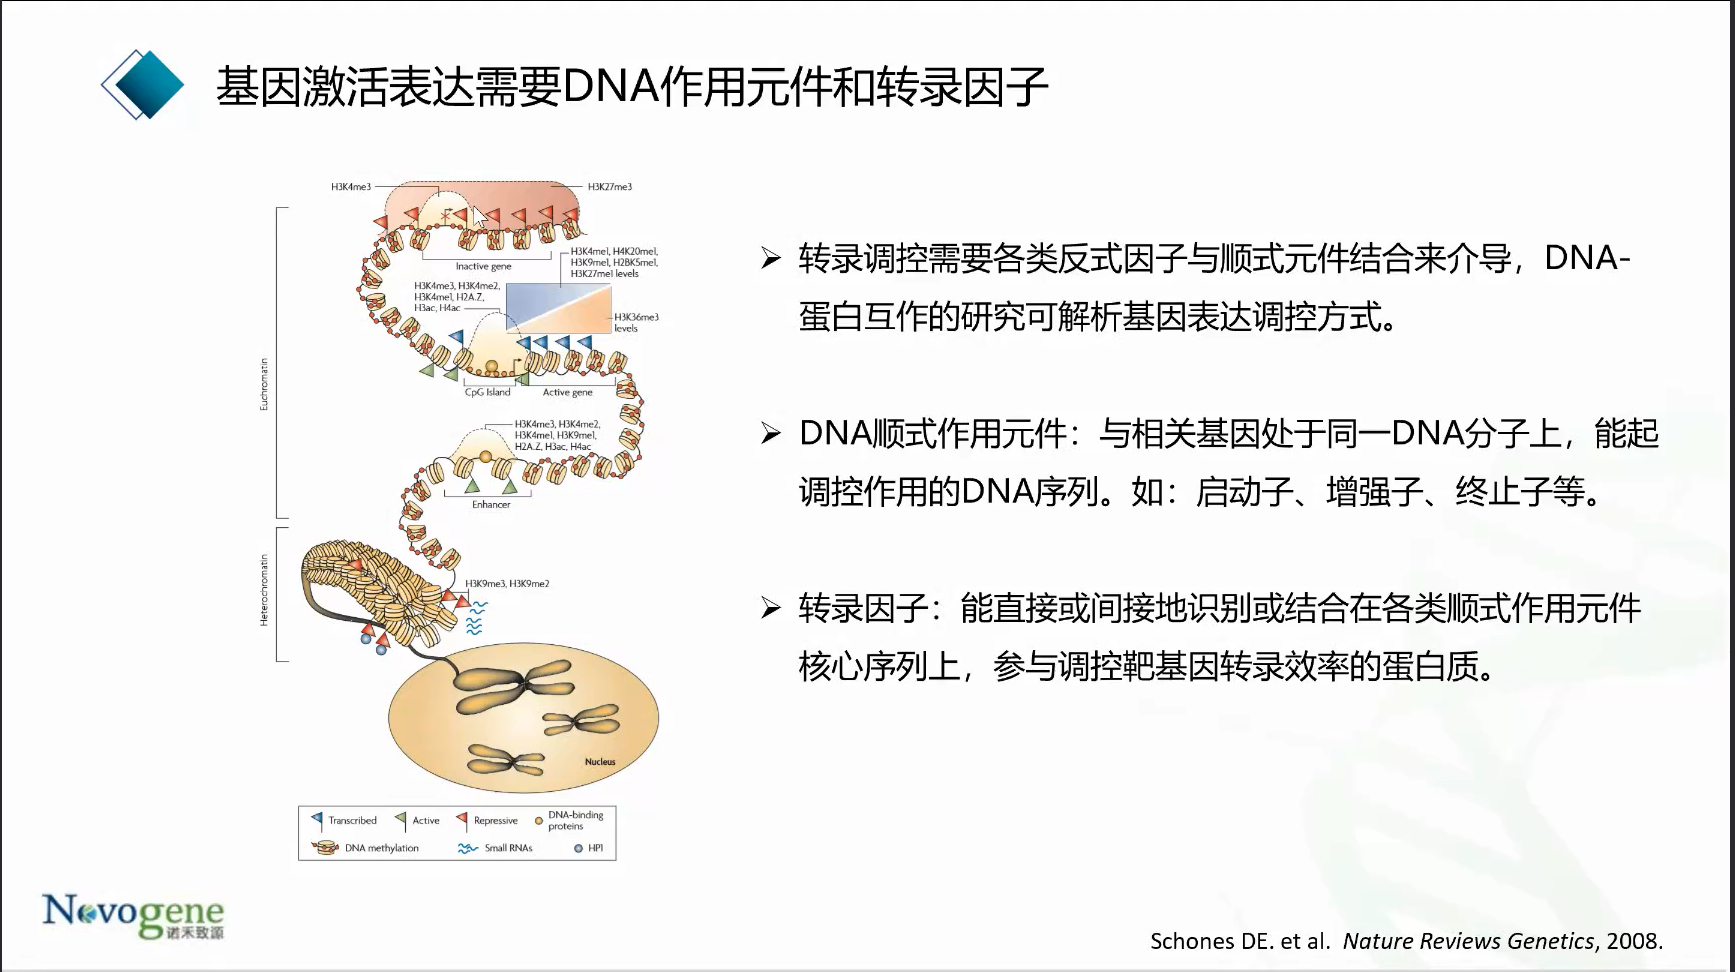 基因激活表达需要DNA作用元件和转录因子
H3K4me3
H3K27me3
Inactive gene
H3K4me1, H4K20me1,
H3K9me1, H2BK5me1,
H3K27me1 levels
H3K4me3, H3K4me2,
H3K4me1, H2A.Z,
H3ac, H4ac
H3K36me3
levels
Euchromatin
CpG Island
Active gene
H3K4me3, H3K4me2,
H3K4me1, H3K9me1,
H2A.Z, H3ac, H4ac
Enhancer
Heterochromatin
H3K9me3, H3K9me2
Nucleus
Transcribed
Active
Repressive
DNA-binding
proteins
DNA methylation
Small RNAs
HP1
转录调控需要各类反式因子与顺式元件结合来介导，DNA-
蛋白互作的研究可解析基因表达调控方式。
DNA顺式作用元件：与相关基因处于同一DNA分子上，能起
调控作用的DNA序列。如：启动子、增强子、终止子等。
转录因子：能直接或间接地识别或结合在各类顺式作用元件
核心序列上，参与调控靶基因转录效率的蛋白质。
Novogene
诺禾致源
Schones DE. et al. Nature Reviews Genetics, 2008.